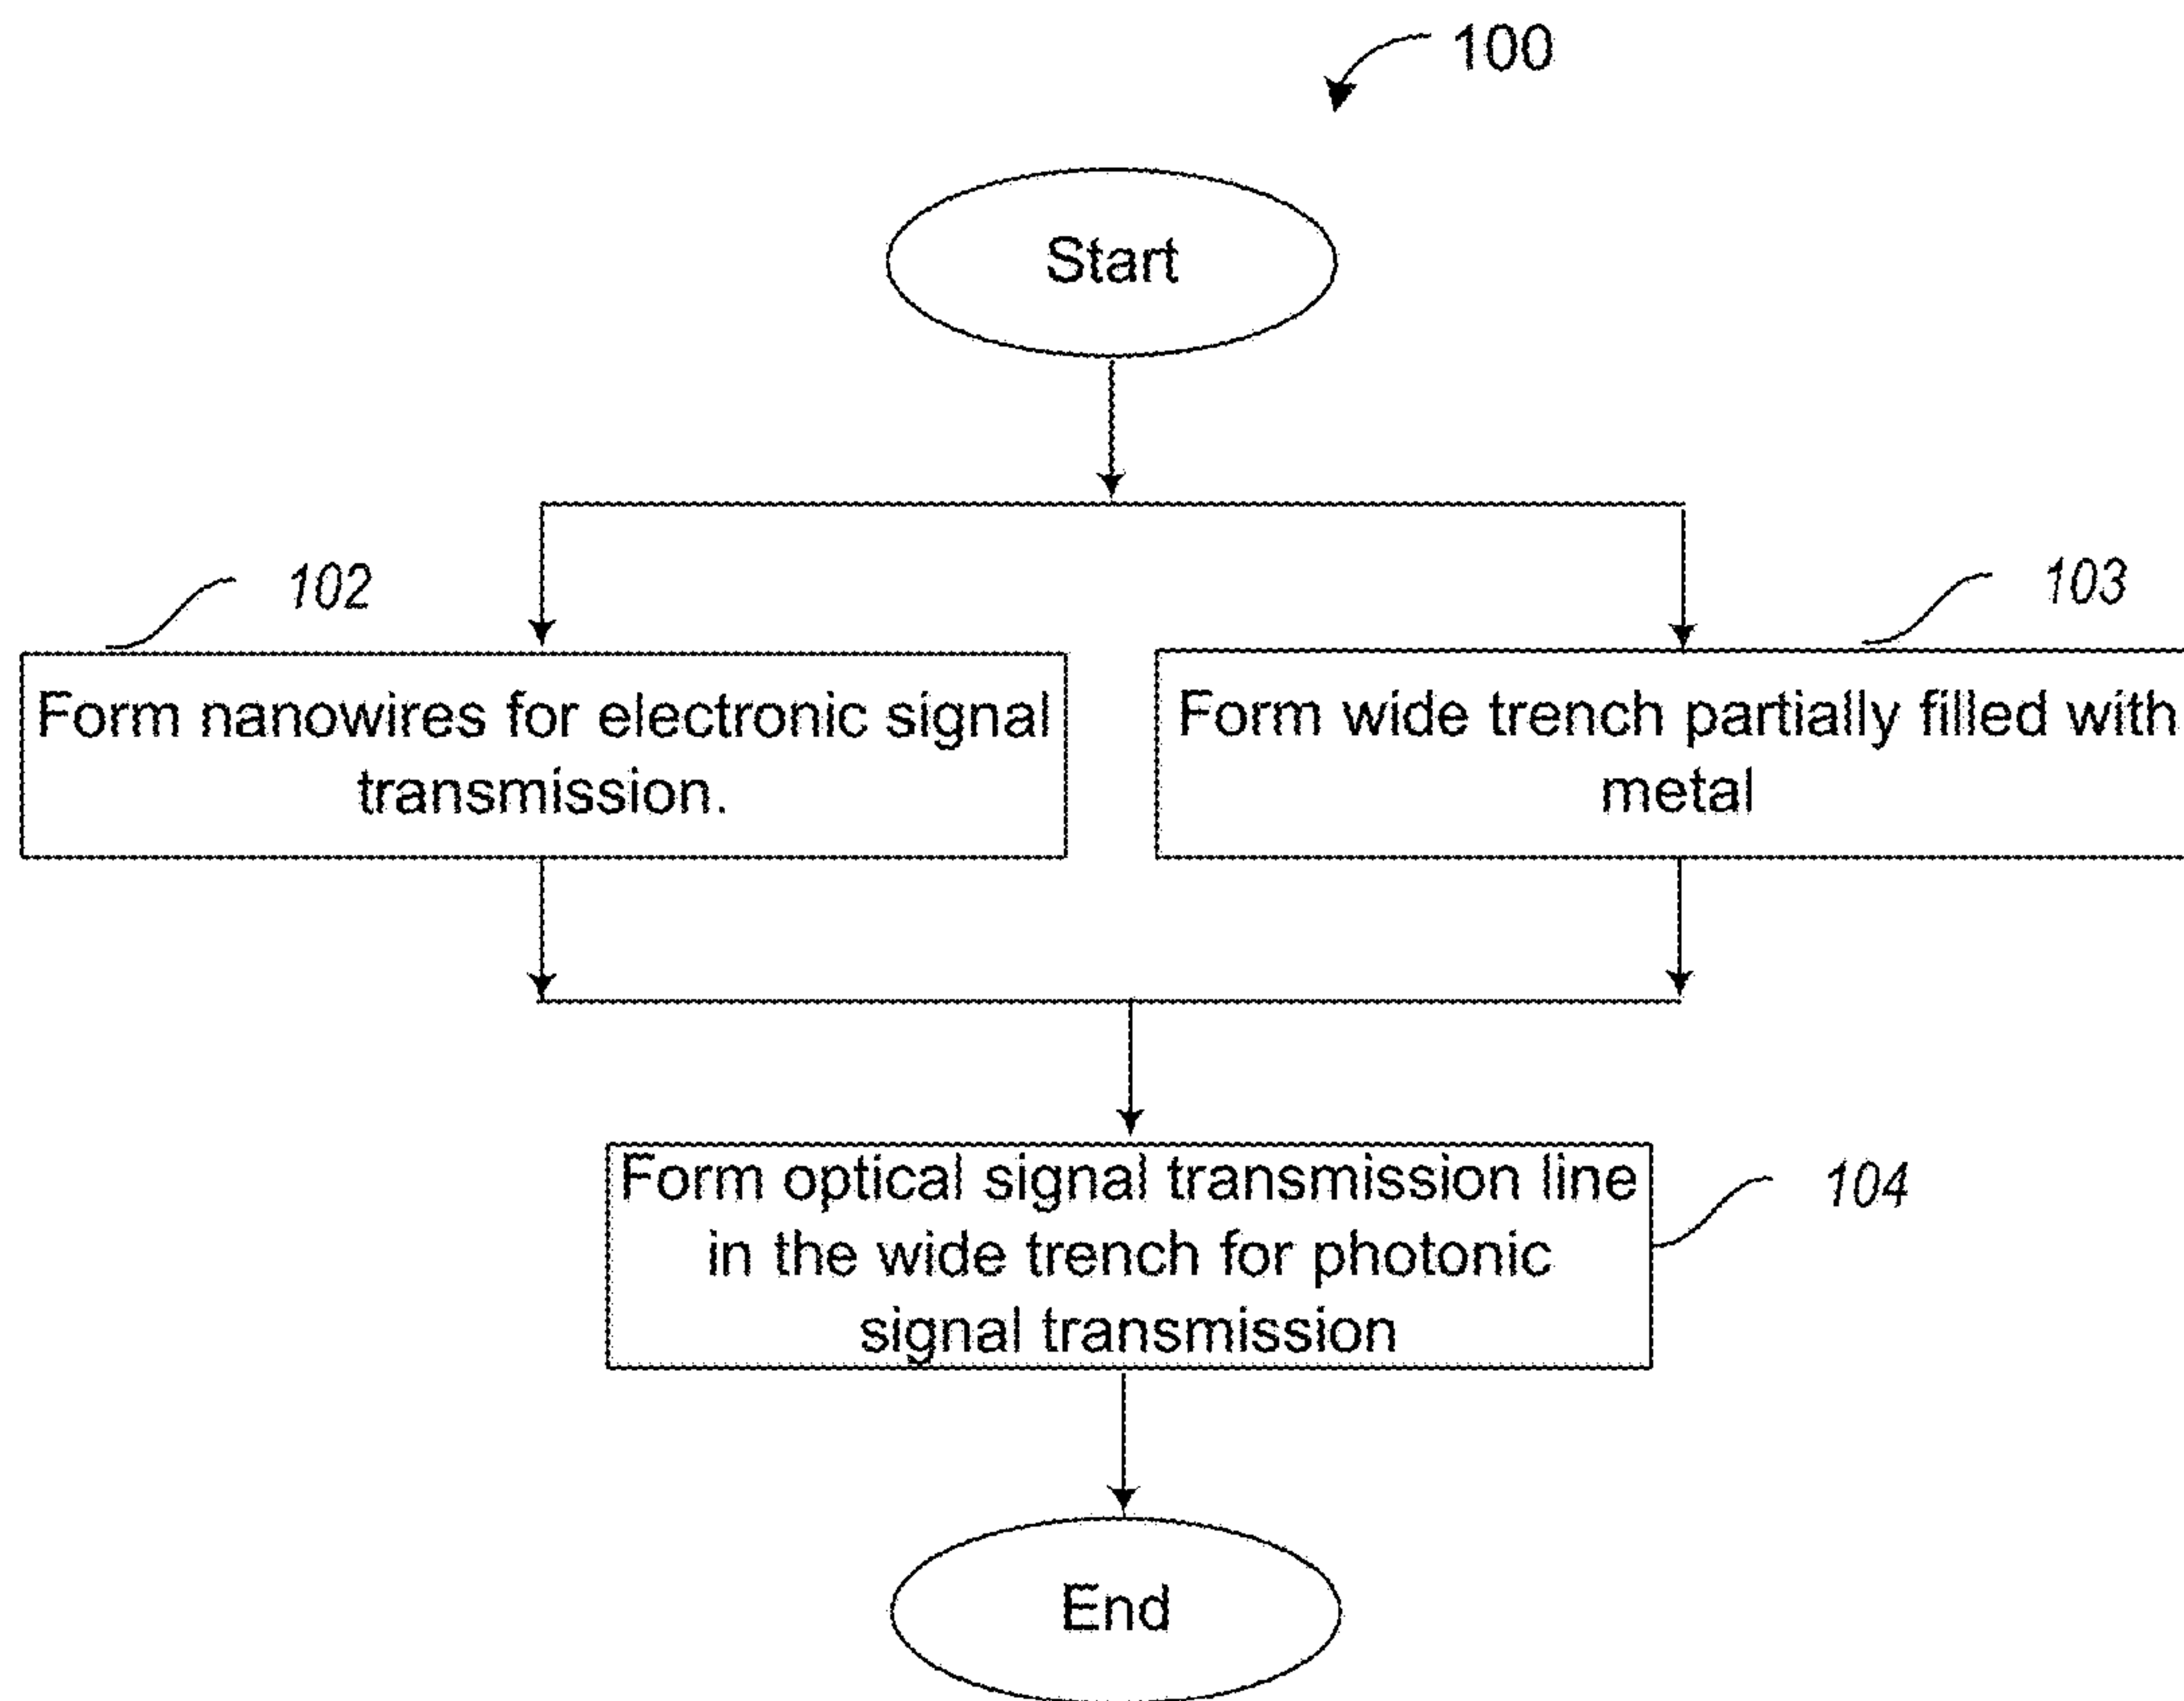 100
Start
102
103
Form nanowires for electronic signal
transmission.
Form wide trench partially filled with
metal
Form optical signal transmission line
in the wide trench for photonic
signal transmission
104
End